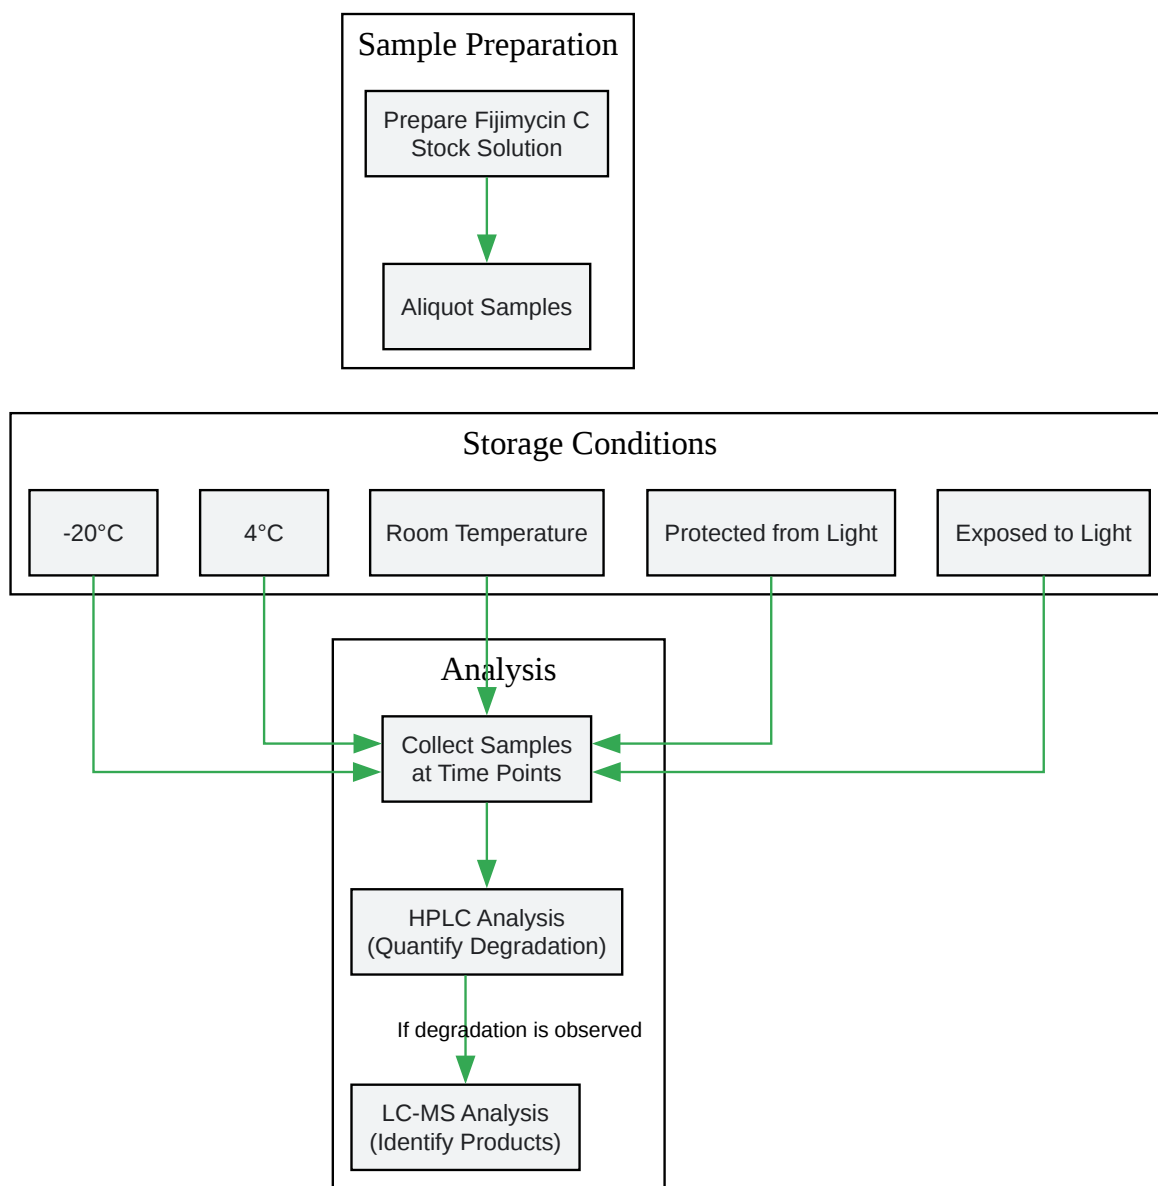 Sample Preparation
Prepare Fijimycin C
Stock Solution
Aliquot Samples
Storage Conditions
-20°C
4°C
Room Temperature
Protected from Light
Exposed to Light
Analysis
Collect Samples
at Time Points
HPLC Analysis
(Quantify Degradation)
If degradation is observed
LC-MS Analysis
(Identify Products)